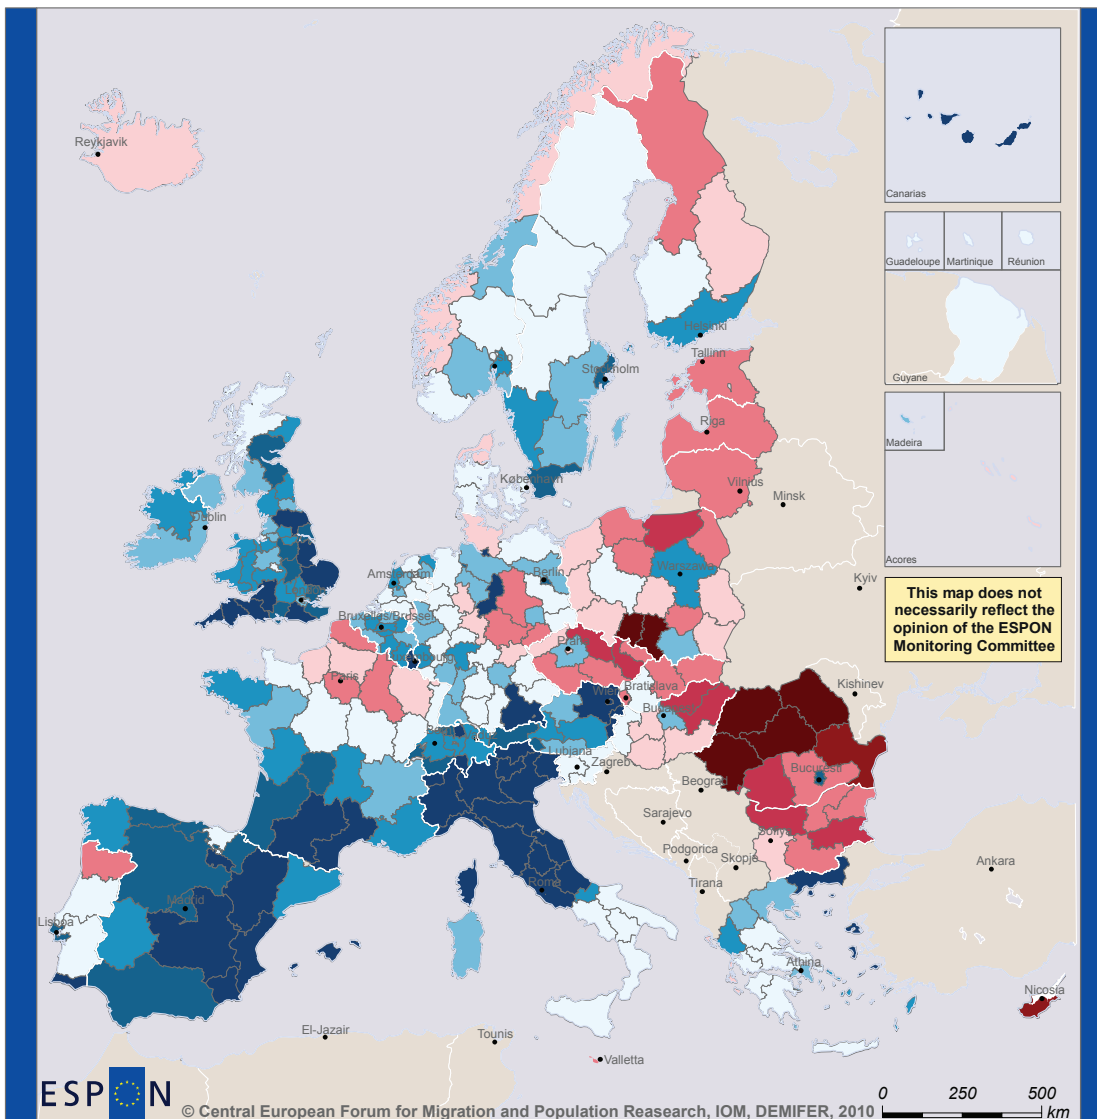 Reykjavik
Canarias
Guadeloupe
Martinique
Réunion
Guyane
Madeira
Acores
This map does not
necessarily reflect the
opinion of the ESPON
Monitoring Committee
Helsinki
Tallinn
Oslo
Stockholm
Riga
København
Vilnius
Minsk
Dublin
Warszawa
Amsterdam
Berlin
London
Kyiv
Bruxelles/Brussel
Praha
Paris
Kishinev
Wien
Bratislava
Budapest
Ljubljana
Zagreb
Bucuresti
Beograd
Sarajevo
Sofiya
Podgorica
Skopje
Ankara
Tirana
Roma
Madrid
Lisboa
Athina
Nicosia
El-Jazair
Tounis
Valletta
ESPON
© Central European Forum for Migration and Population Reasearch, IOM, DEMIFER, 2010
0 250 500
km